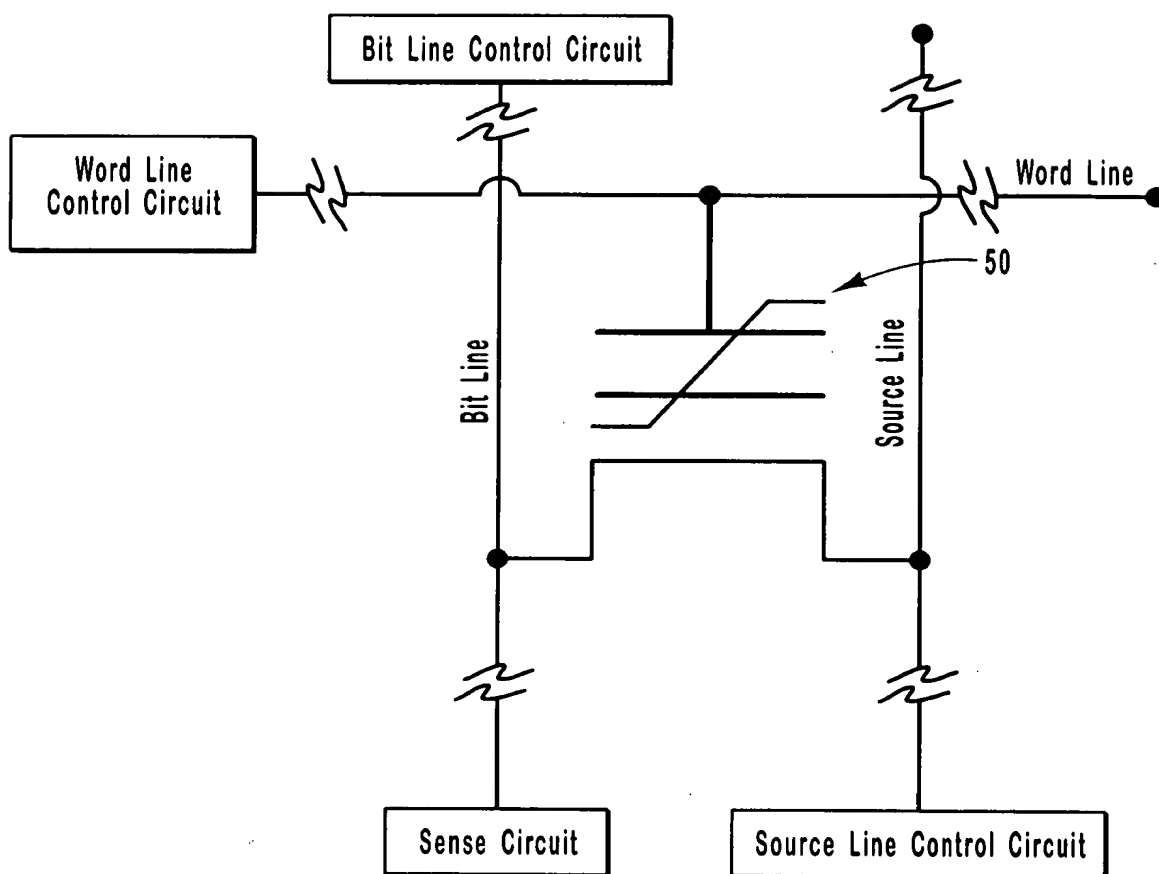 Bit Line Control Circuit
Word Line
Control Circuit
Word Line
50
Bit Line
Source Line
Sense Circuit
Source Line Control Circuit